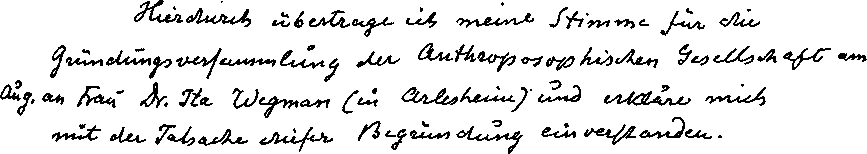 Hierdurch übertrage ich meine Stimme für die
Gründungsversammlung der Anthroposophischen Gesellschaft am
Aug. an Frau Dr. Ita Wegman (in Arlesheim) und erkläre mich
mit der Tatsache dieser Begründung einverstanden.